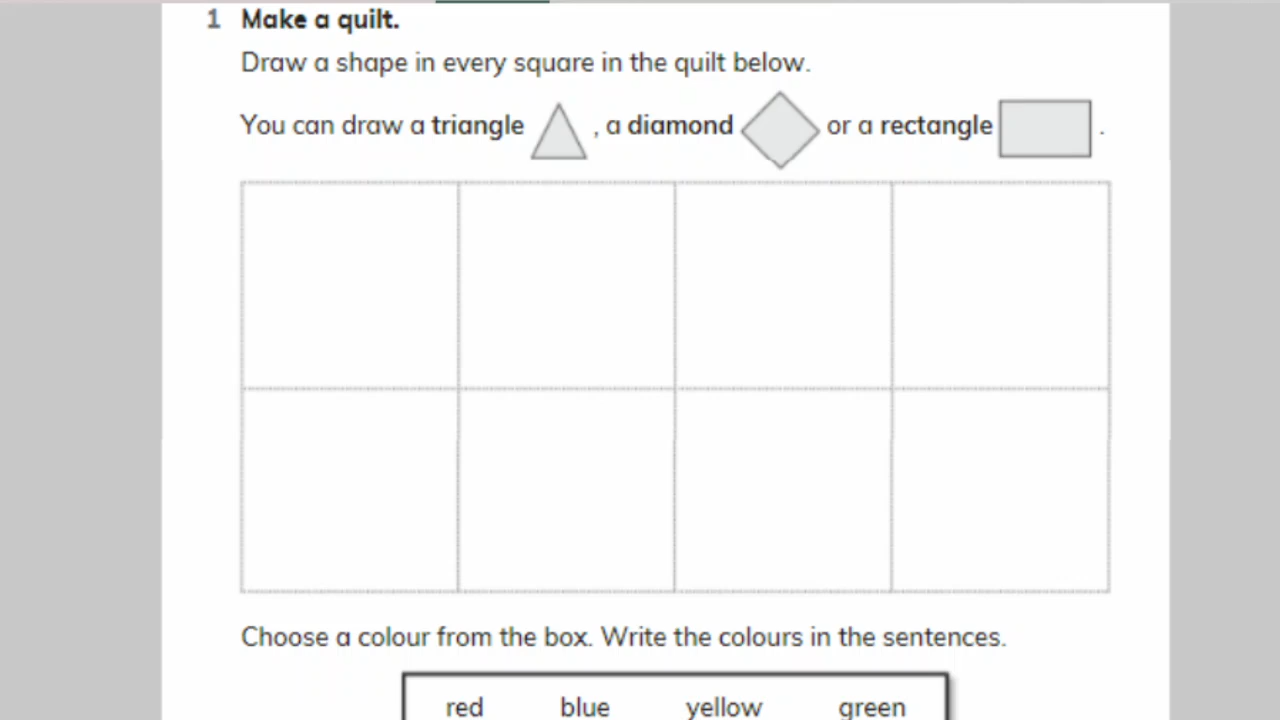 1 Make a quilt.
Draw a shape in every square in the quilt below.
You can draw a triangle , a diamond or a rectangle .
Choose a colour from the box. Write the colours in the sentences.
red blue yellow green